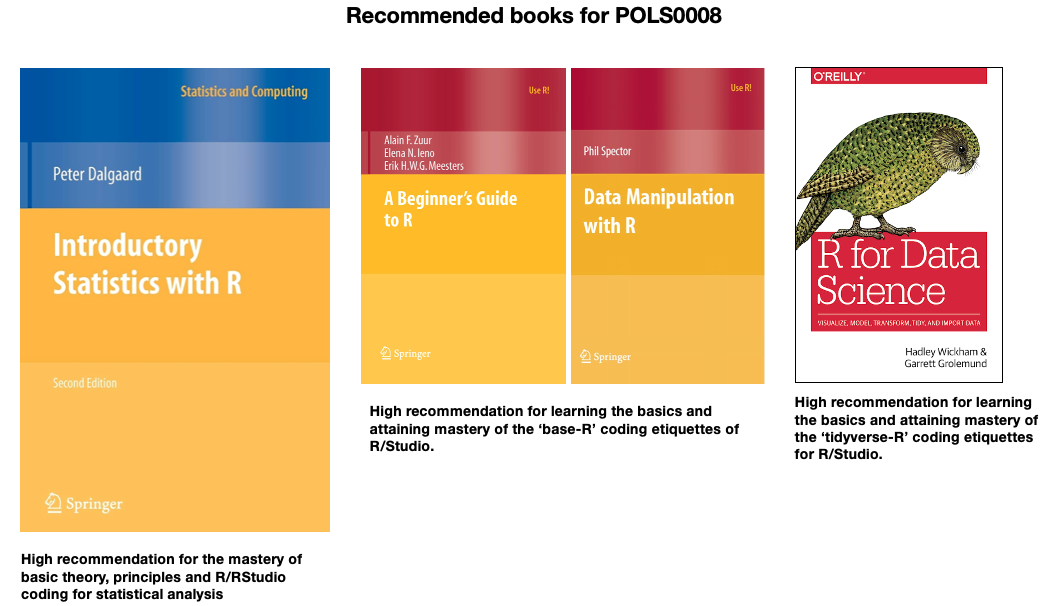 Recommended books for POLS0008
Statistics and Computing
Peter Dalgaard
Introductory
Statistics with R
Second Edition
Springer
High recommendation for the mastery of
basic theory, principles and R/RStudio
coding for statistical analysis
Use R!
Alain F. Zuur
Elena N. Ieno
Erik H.W.G. Meesters
A Beginner's Guide
to R
Springer
Use R!
Phil Spector
Data Manipulation
with R
Springer
High recommendation for learning the basics and
attaining mastery of the ‘base-R’ coding etiquettes of
R/Studio.
O'REILLY®
R for Data
Science
VISUALIZE, MODEL, TRANSFORM, TIDY, AND IMPORT DATA
Hadley Wickham &
Garrett Grolemund
High recommendation for learning
the basics and attaining mastery of
the ‘tidyverse-R’ coding etiquettes
for R/Studio.